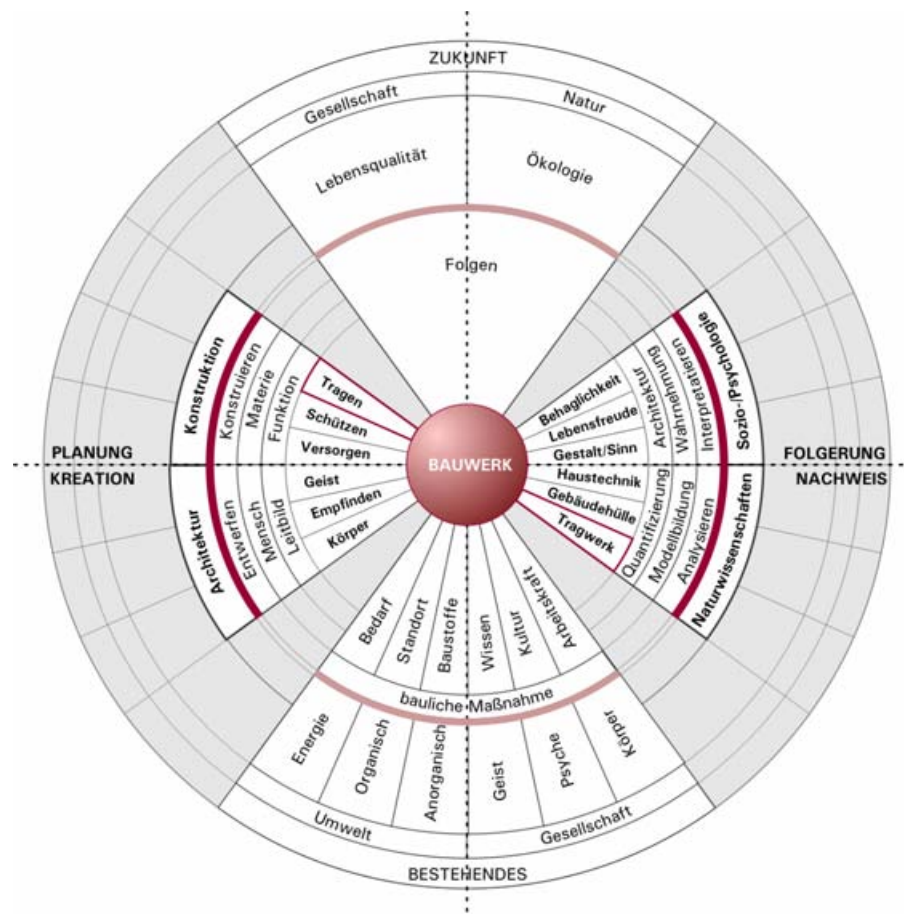 ZUKUNFT
Gesellschaft
Natur
Lebensqualität
Ökologie
Folgen
Konstruktion
Konstruieren
Materie
Funktion
Tragen
Schützen
Versorgen
PLANUNG
KREATION
Architektur
Entwerfen
Mensch
Leitbild
Geist
Empfinden
Körper
BAUWERK
Behaglichkeit
Lebensfreude
Gestalt/Sinn
Architektur
Wahrnehmung
Interpretatieren
Sozio-/Psychologie
FOLGERUNG
NACHWEIS
Haustechnik
Gebäudehülle
Tragwerk
Quantifizierung
Modellbildung
Analysieren
Naturwissenschaften
Bedarf
Standort
Baustoffe
Wissen
Kultur
Arbeitskraft
bauliche Maßnahme
Energie
Organisch
Anorganisch
Geist
Psyche
Körper
Umwelt
Gesellschaft
BESTEHENDES